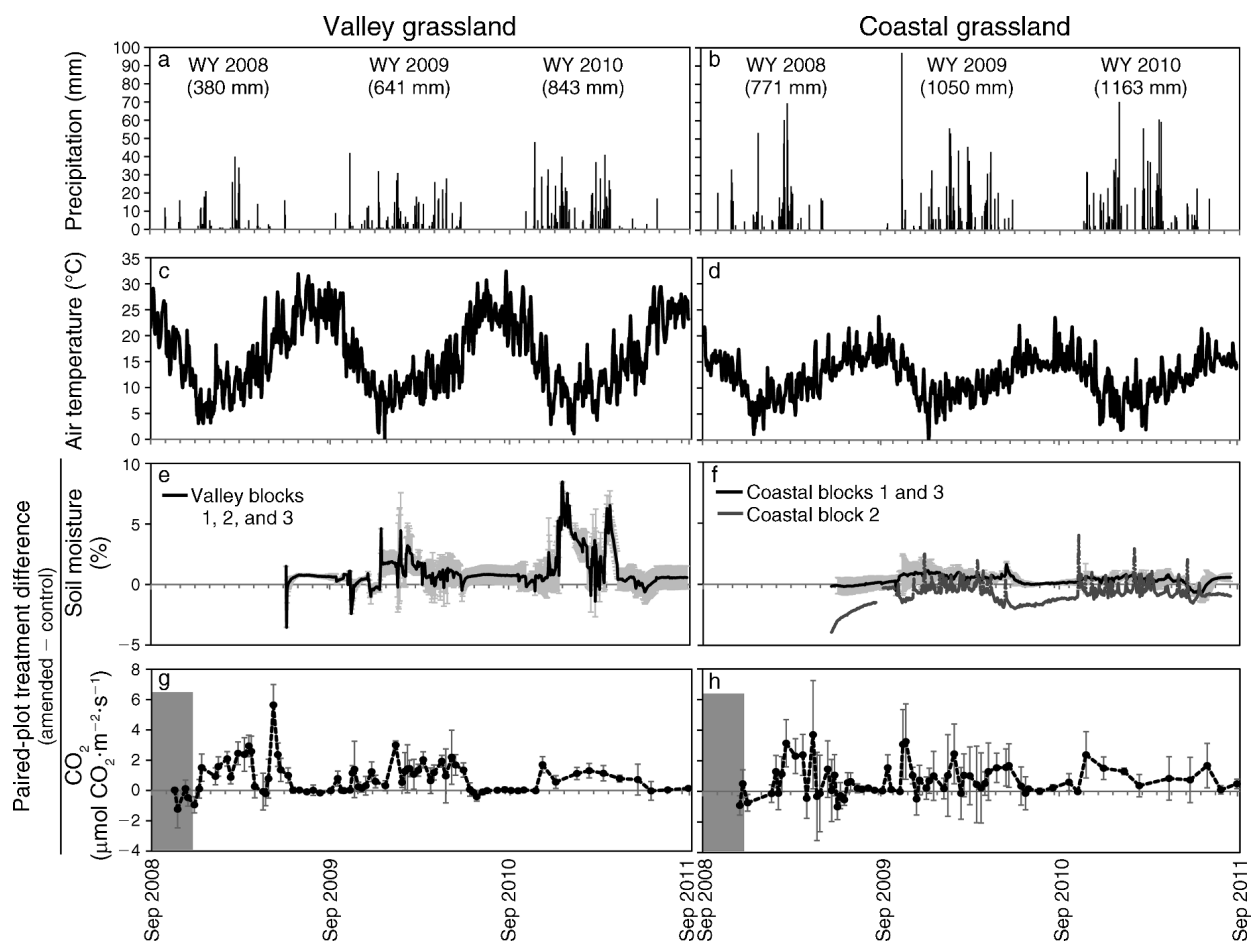 Valley grassland
Coastal grassland
Precipitation (mm)
100
90
80
70
60
50
40
30
20
10
0
a
WY 2008
(380 mm)
WY 2009
(641 mm)
WY 2010
(843 mm)
b
WY 2008
(771 mm)
WY 2009
(1050 mm)
WY 2010
(1163 mm)
Air temperature (°C)
35
30
25
20
15
10
5
0
c
d
Paired-plot treatment difference
(amended − control)
Soil moisture
(%)
10
5
0
−5
e
Valley blocks
1, 2, and 3
f
Coastal blocks 1 and 3
Coastal block 2
CO₂
(μmol CO₂·m⁻²·s⁻¹)
8
6
4
2
0
−2
−4
g
h
Sep 2008
Sep 2009
Sep 2010
Sep 2011
Sep 2008
Sep 2009
Sep 2010
Sep 2011